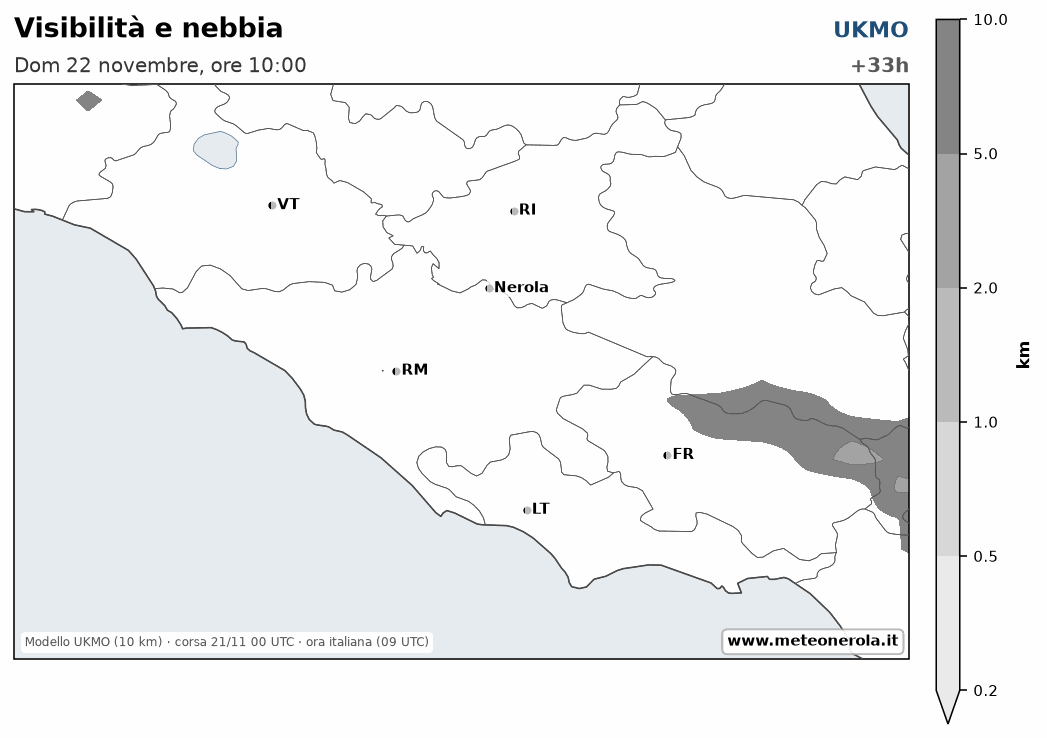 Visibilità e nebbia
UKMO
Dom 22 novembre, ore 10:00
+33h
10.0
5.0
2.0
1.0
0.5
0.2
km
VT
RI
Nerola
RM
FR
LT
Modello UKMO (10 km) · corsa 21/11 00 UTC · ora italiana (09 UTC)
www.meteonerola.it